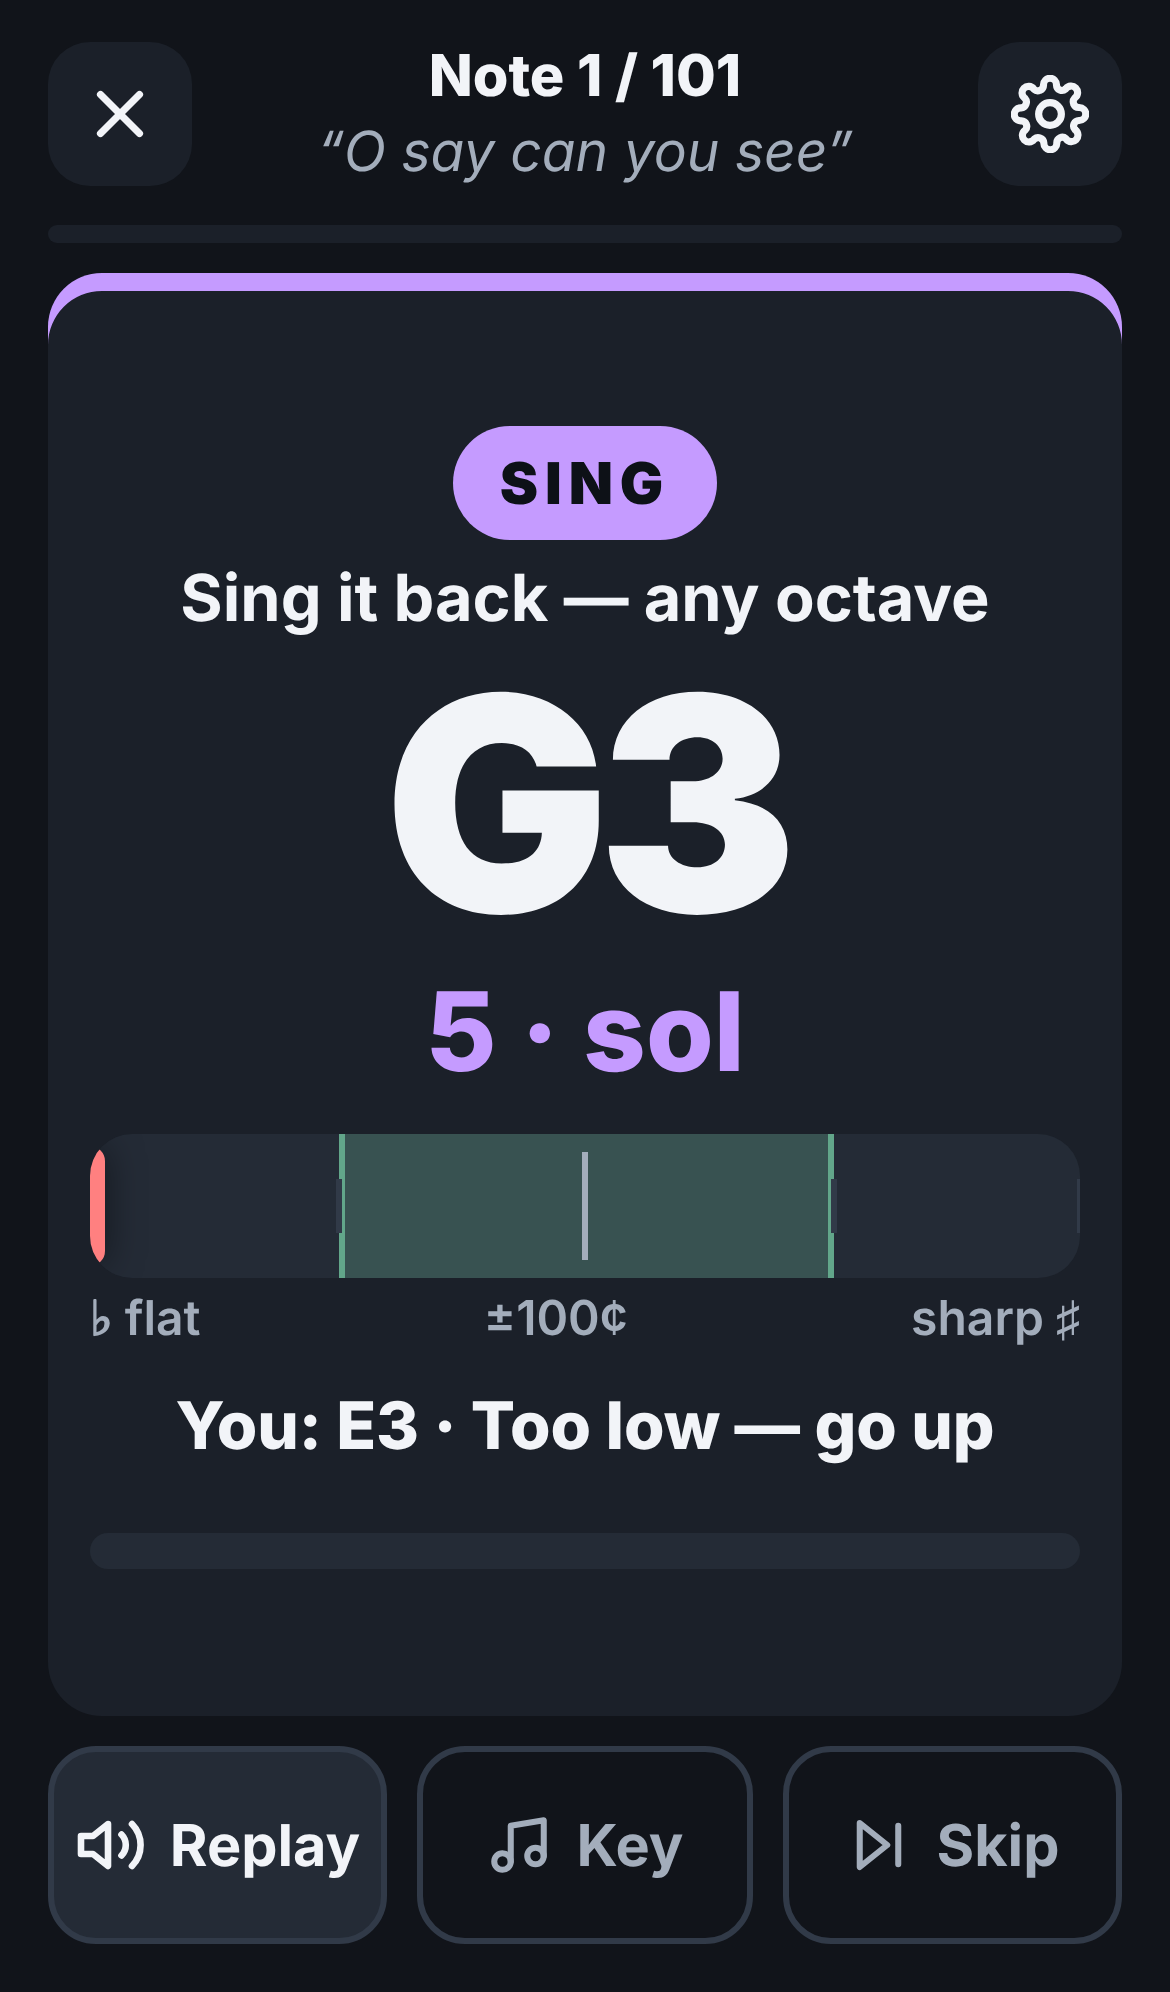 Note 1 / 101
“O say can you see”
SING
Sing it back — any octave
G3
5 · sol
♭ flat
±100¢
sharp ♯
You: E3 · Too low — go up
Replay
Key
Skip